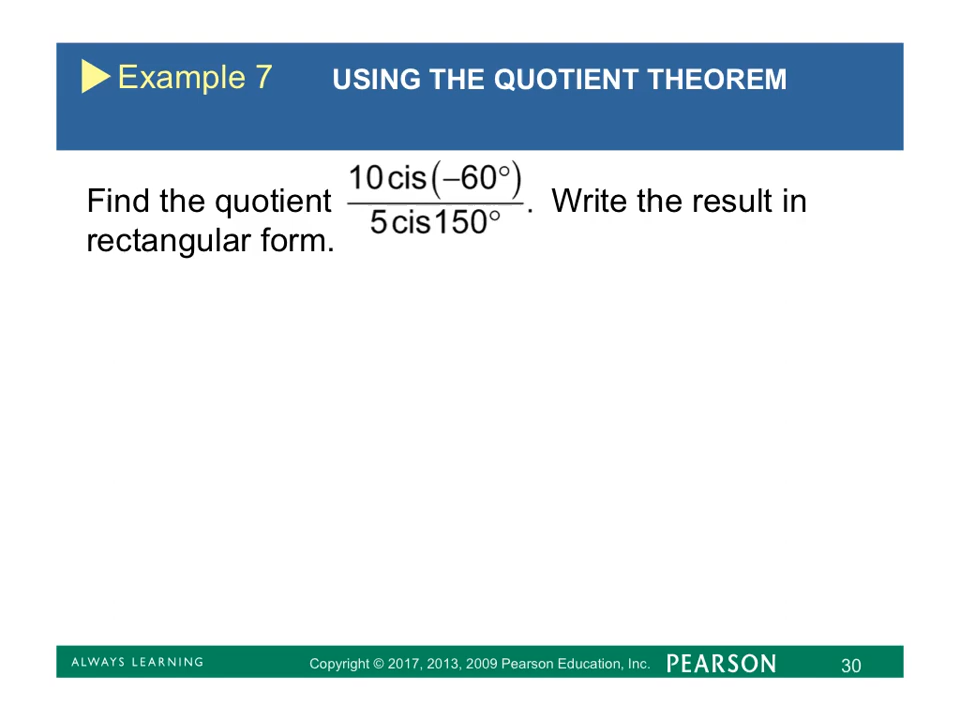 Example 7 USING THE QUOTIENT THEOREM
Find the quotient 10 cis(−60°) / 5 cis 150°. Write the result in
rectangular form.
ALWAYS LEARNING Copyright © 2017, 2013, 2009 Pearson Education, Inc. PEARSON 30